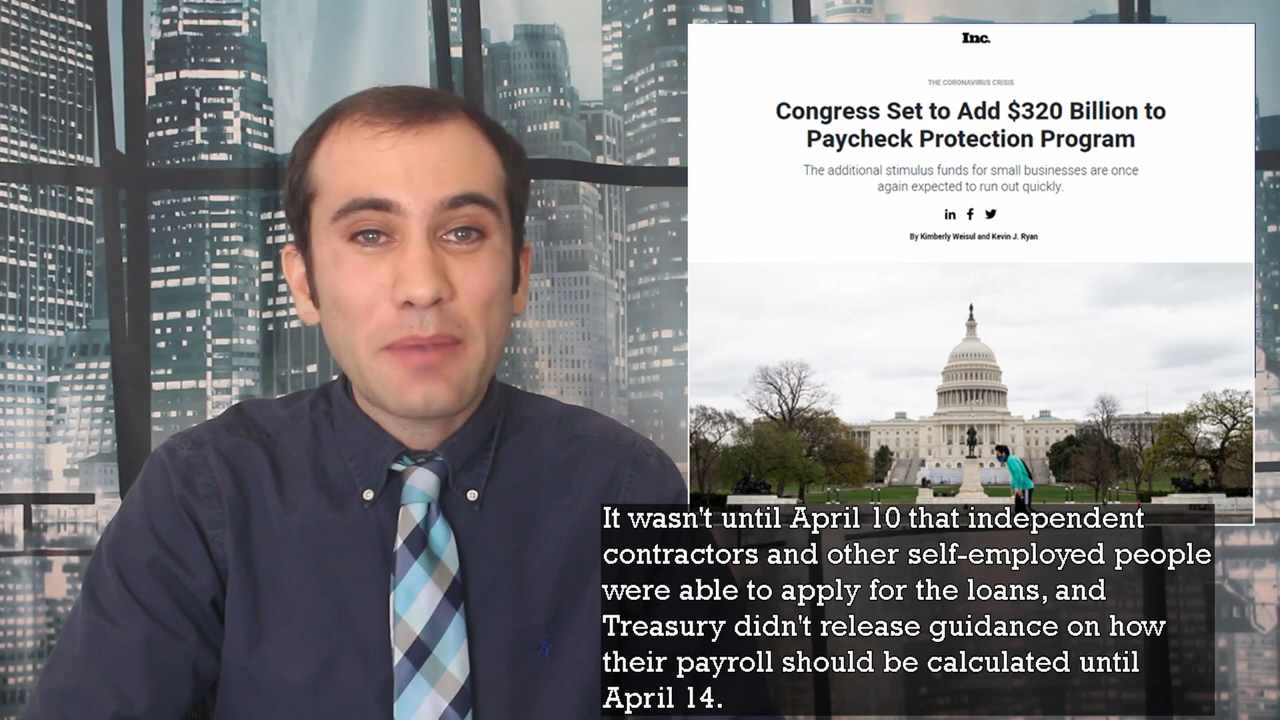 Inc.
THE CORONAVIRUS CRISIS
Congress Set to Add $320 Billion to
Paycheck Protection Program
The additional stimulus funds for small businesses are once
again expected to run out quickly.
By Kimberly Weisul and Kevin J. Ryan
It wasn't until April 10 that independent
contractors and other self-employed people
were able to apply for the loans, and
Treasury didn't release guidance on how
their payroll should be calculated until
April 14.